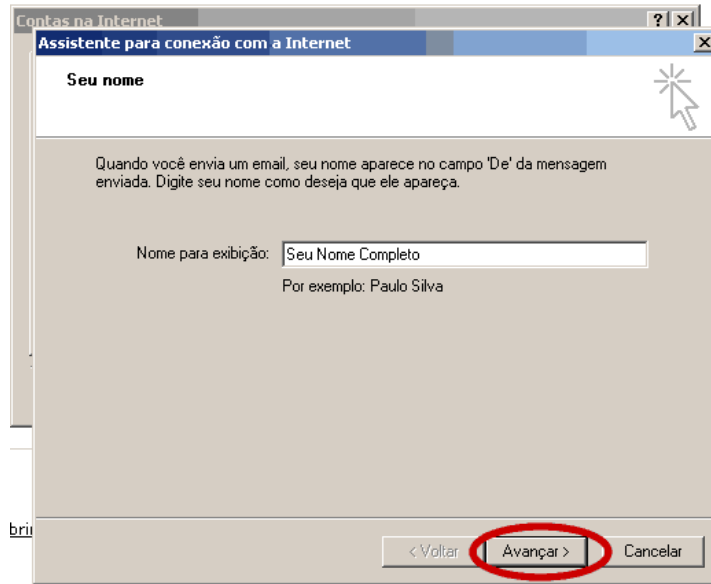 Contas na Internet
Assistente para conexão com a Internet
Seu nome
Quando você envia um email, seu nome aparece no campo 'De' da mensagem
enviada. Digite seu nome como deseja que ele apareça.
Nome para exibição: Seu Nome Completo
Por exemplo: Paulo Silva
< Voltar Avançar > Cancelar